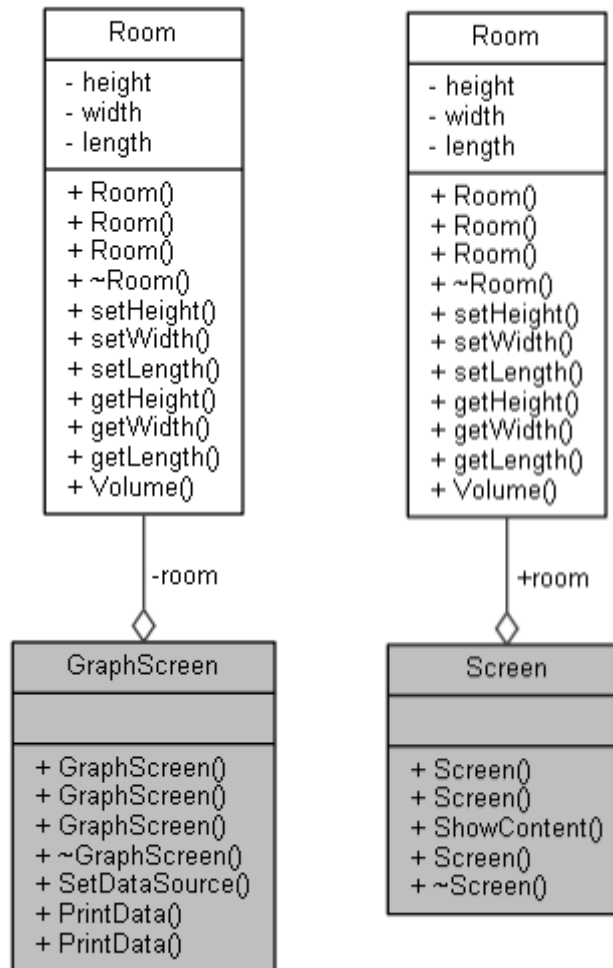 Room
- height
- width
- length
+ Room()
+ Room()
+ Room()
+ ~Room()
+ setHeight()
+ setWidth()
+ setLength()
+ getHeight()
+ getWidth()
+ getLength()
+ Volume()
-room
GraphScreen
+ GraphScreen()
+ GraphScreen()
+ GraphScreen()
+ ~GraphScreen()
+ SetDataSource()
+ PrintData()
+ PrintData()
Room
- height
- width
- length
+ Room()
+ Room()
+ Room()
+ ~Room()
+ setHeight()
+ setWidth()
+ setLength()
+ getHeight()
+ getWidth()
+ getLength()
+ Volume()
+room
Screen
+ Screen()
+ Screen()
+ ShowContent()
+ Screen()
+ ~Screen()